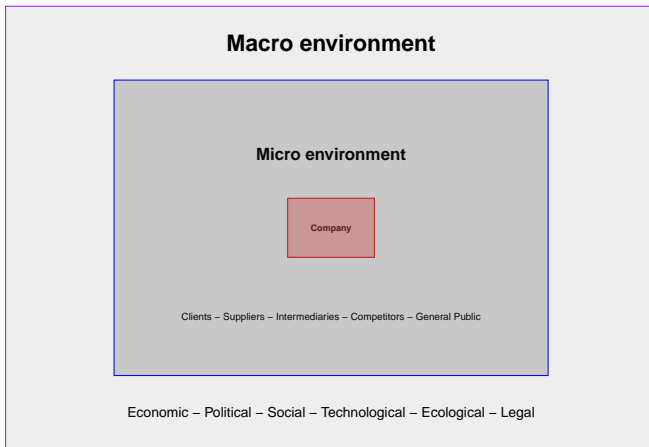 Macro environment
Micro environment
Company
Clients – Suppliers – Intermediaries – Competitors – General Public
Economic – Political – Social – Technological – Ecological – Legal